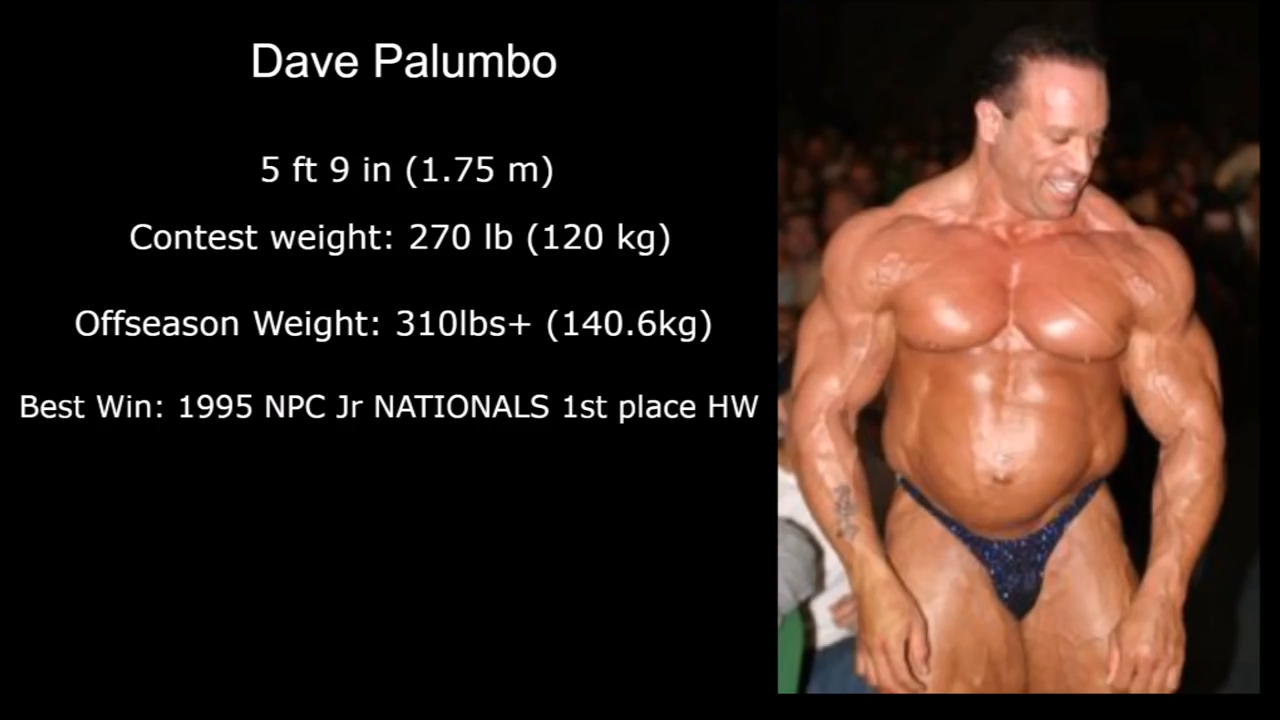 Dave Palumbo
5 ft 9 in (1.75 m)
Contest weight: 270 lb (120 kg)
Offseason Weight: 310lbs+ (140.6kg)
Best Win: 1995 NPC Jr NATIONALS 1st place HW